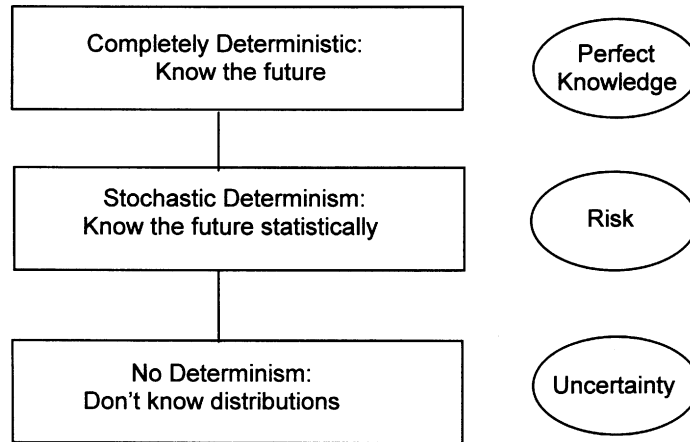 Completely Deterministic:
Know the future
Perfect
Knowledge
Stochastic Determinism:
Know the future statistically
Risk
No Determinism:
Don't know distributions
Uncertainty